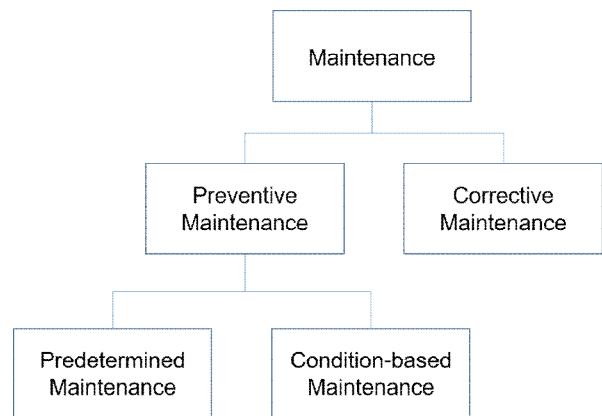 Maintenance
Preventive
Maintenance
Corrective
Maintenance
Predetermined
Maintenance
Condition-based
Maintenance